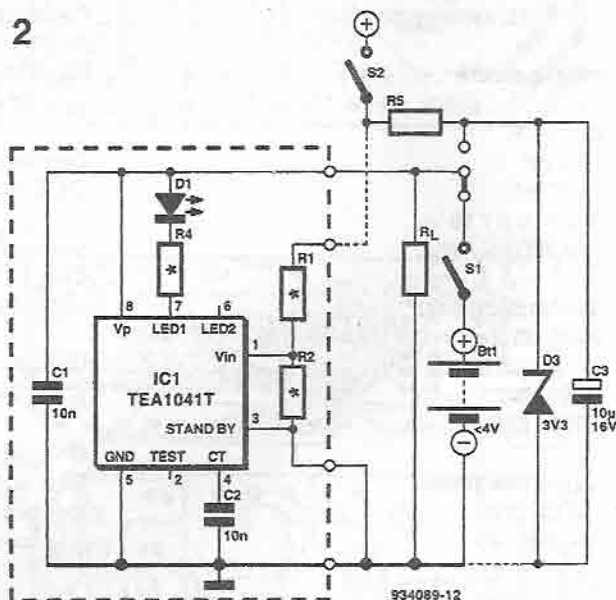 2
S2
R5
D1
R4
*
R1
*
RL
S1
8
7
6
Vp
LED1
LED2
1
Vin
R2
*
Bt1
D3
C3
C1
10n
IC1
TEA1041T
3
STAND BY
<4V
3V3
10µ
16V
GND
TEST
CT
5
2
4
C2
10n
934089-12